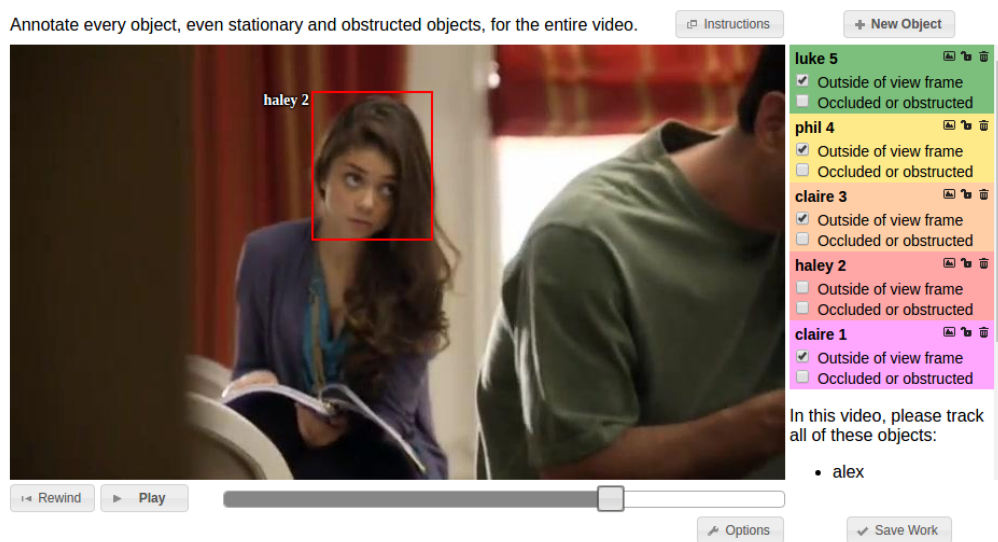 Annotate every object, even stationary and obstructed objects, for the entire video.
Instructions
New Object
haley 2
luke 5
Outside of view frame
Occluded or obstructed
phil 4
Outside of view frame
Occluded or obstructed
claire 3
Outside of view frame
Occluded or obstructed
haley 2
Outside of view frame
Occluded or obstructed
claire 1
Outside of view frame
Occluded or obstructed
In this video, please track
all of these objects:
• alex
Rewind
Play
Options
Save Work